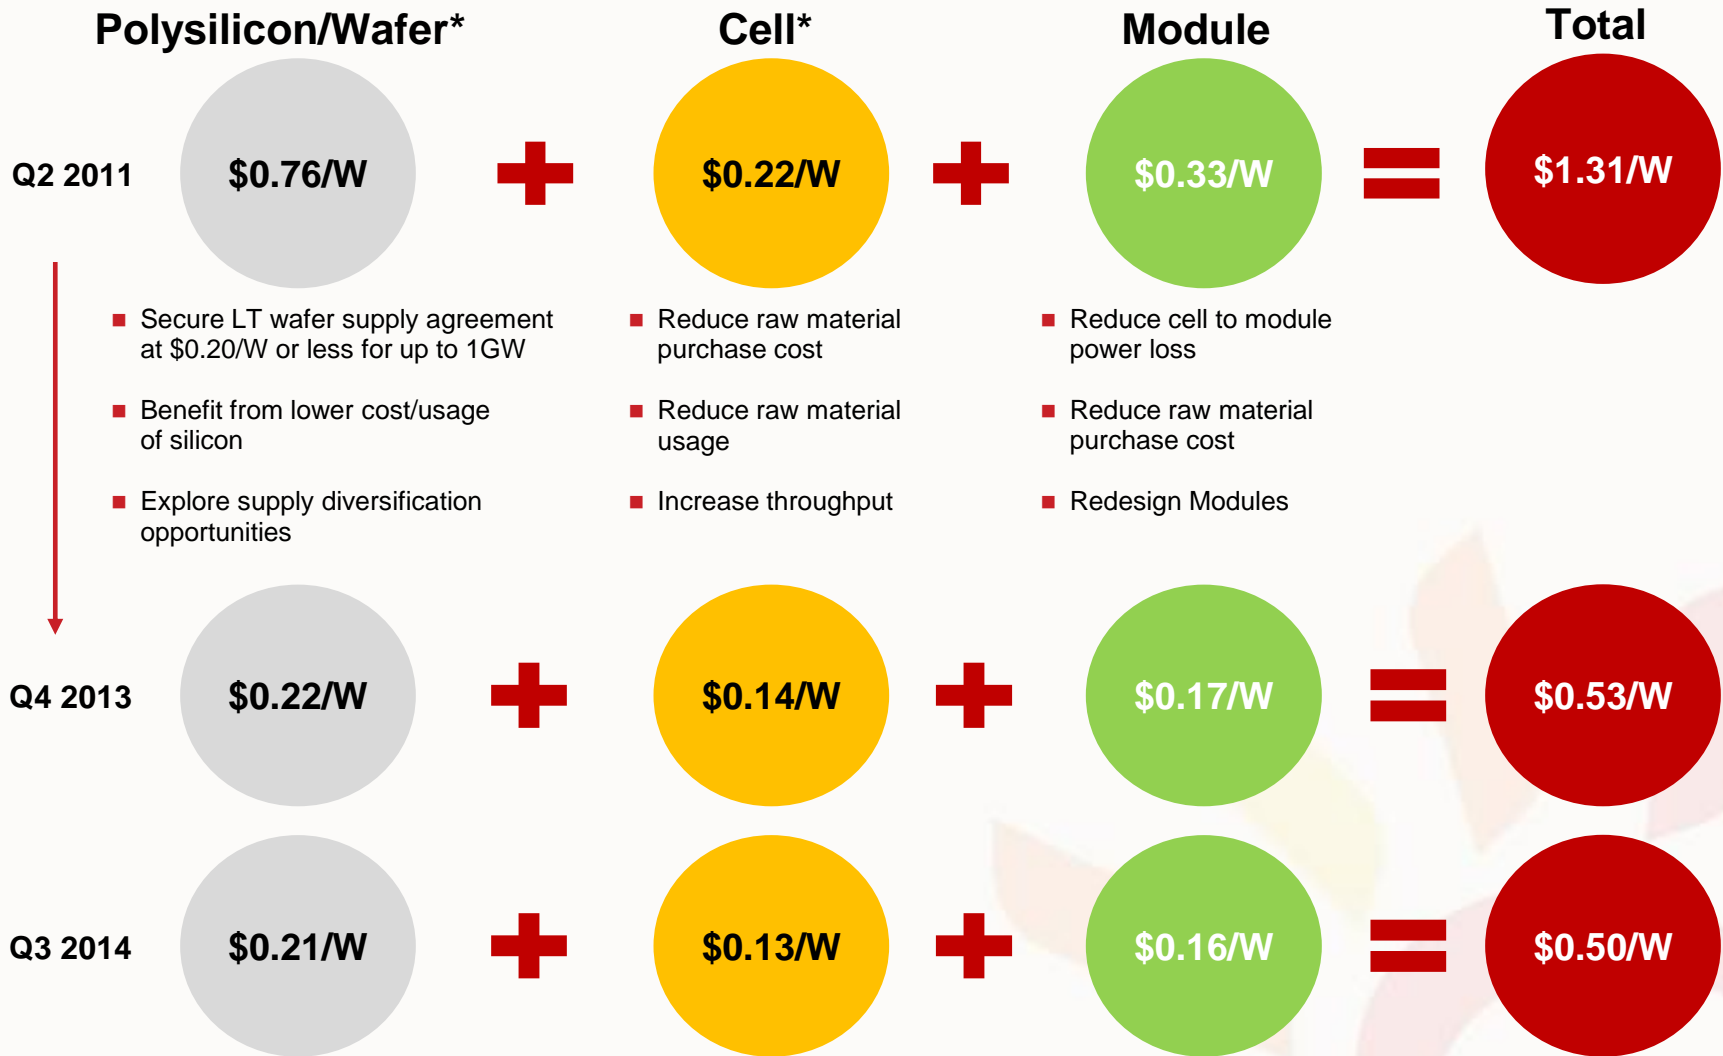 Polysilicon/Wafer*
Cell*
Module
Total
Q2 2011
$0.76/W
$0.22/W
$0.33/W
$1.31/W
■ Secure LT wafer supply agreement
at $0.20/W or less for up to 1GW
■ Benefit from lower cost/usage
of silicon
■ Explore supply diversification
opportunities
■ Reduce raw material
purchase cost
■ Reduce raw material
usage
■ Increase throughput
■ Reduce cell to module
power loss
■ Reduce raw material
purchase cost
■ Redesign Modules
Q4 2013
$0.22/W
$0.14/W
$0.17/W
$0.53/W
Q3 2014
$0.21/W
$0.13/W
$0.16/W
$0.50/W